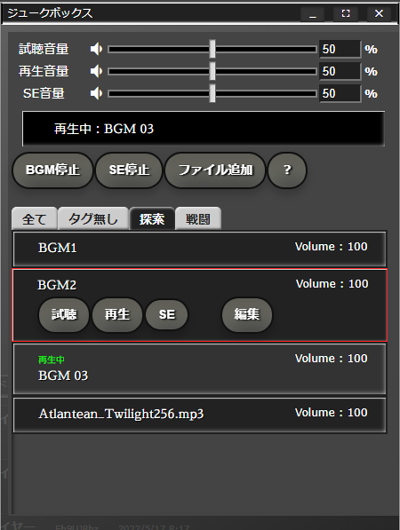 ジュークボックス
試聴音量 50 %
再生音量 50 %
SE音量 50 %
再生中：BGM 03
BGM停止 SE停止 ファイル追加 ?
全て タグ無し 探索 戦闘
BGM1 Volume : 100
BGM2 Volume : 100
試聴 再生 SE 編集
再生中
BGM 03 Volume : 100
Atlantean_Twilight256.mp3 Volume : 100